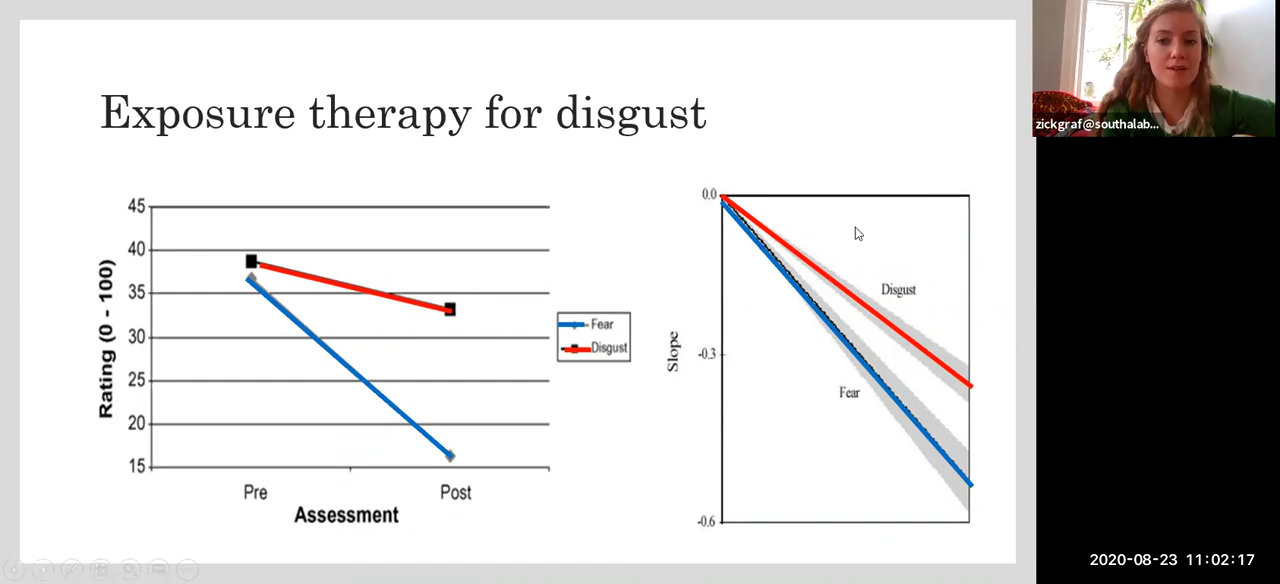 Exposure therapy for disgust
45
40
35
30
25
20
15
Rating (0 - 100)
Pre
Post
Assessment
Fear
Disgust
0.0
-0.3
-0.6
Slope
Disgust
Fear
zickgraf@southalab...
2020-08-23 11:02:17